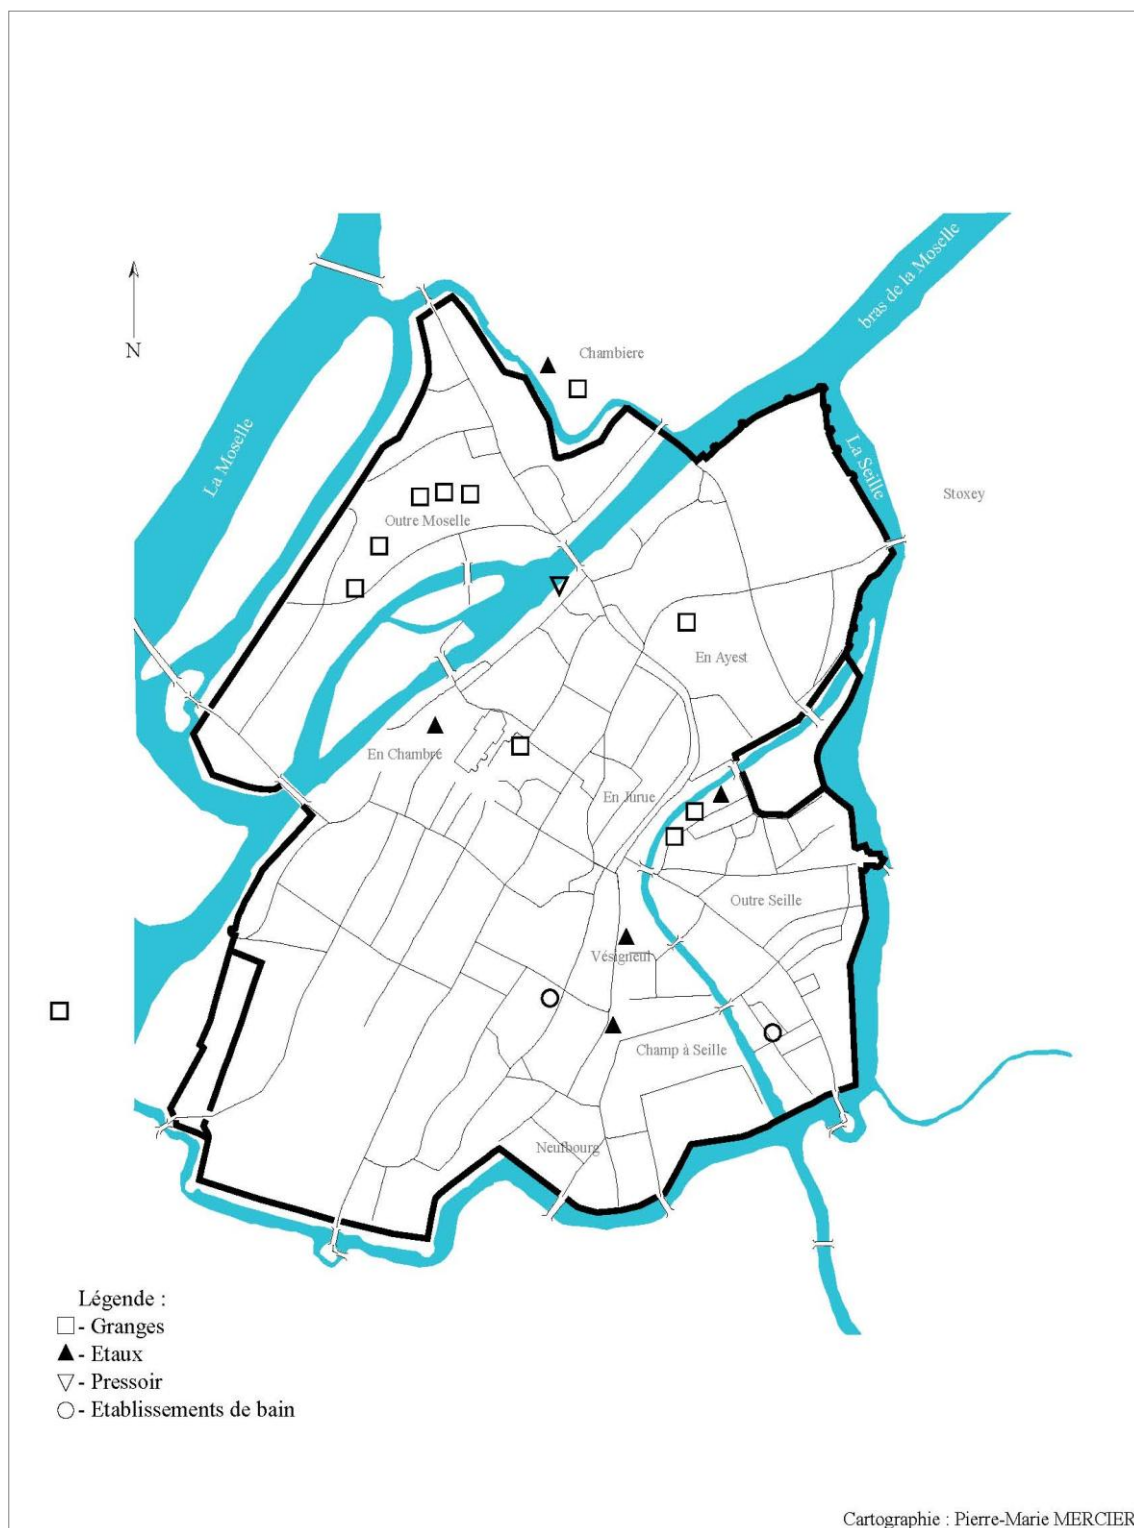 bras de la Moselle
N
Chambiere
La Moselle
La Seille
Stoxey
Outre Moselle
En Ayest
En Chambre
En Jurue
Outre Seille
Vésigneul
Champ à Seille
Neufbourg
Légende :
- Granges
- Etaux
- Pressoir
- Etablissements de bain
Cartographie : Pierre-Marie MERCIER